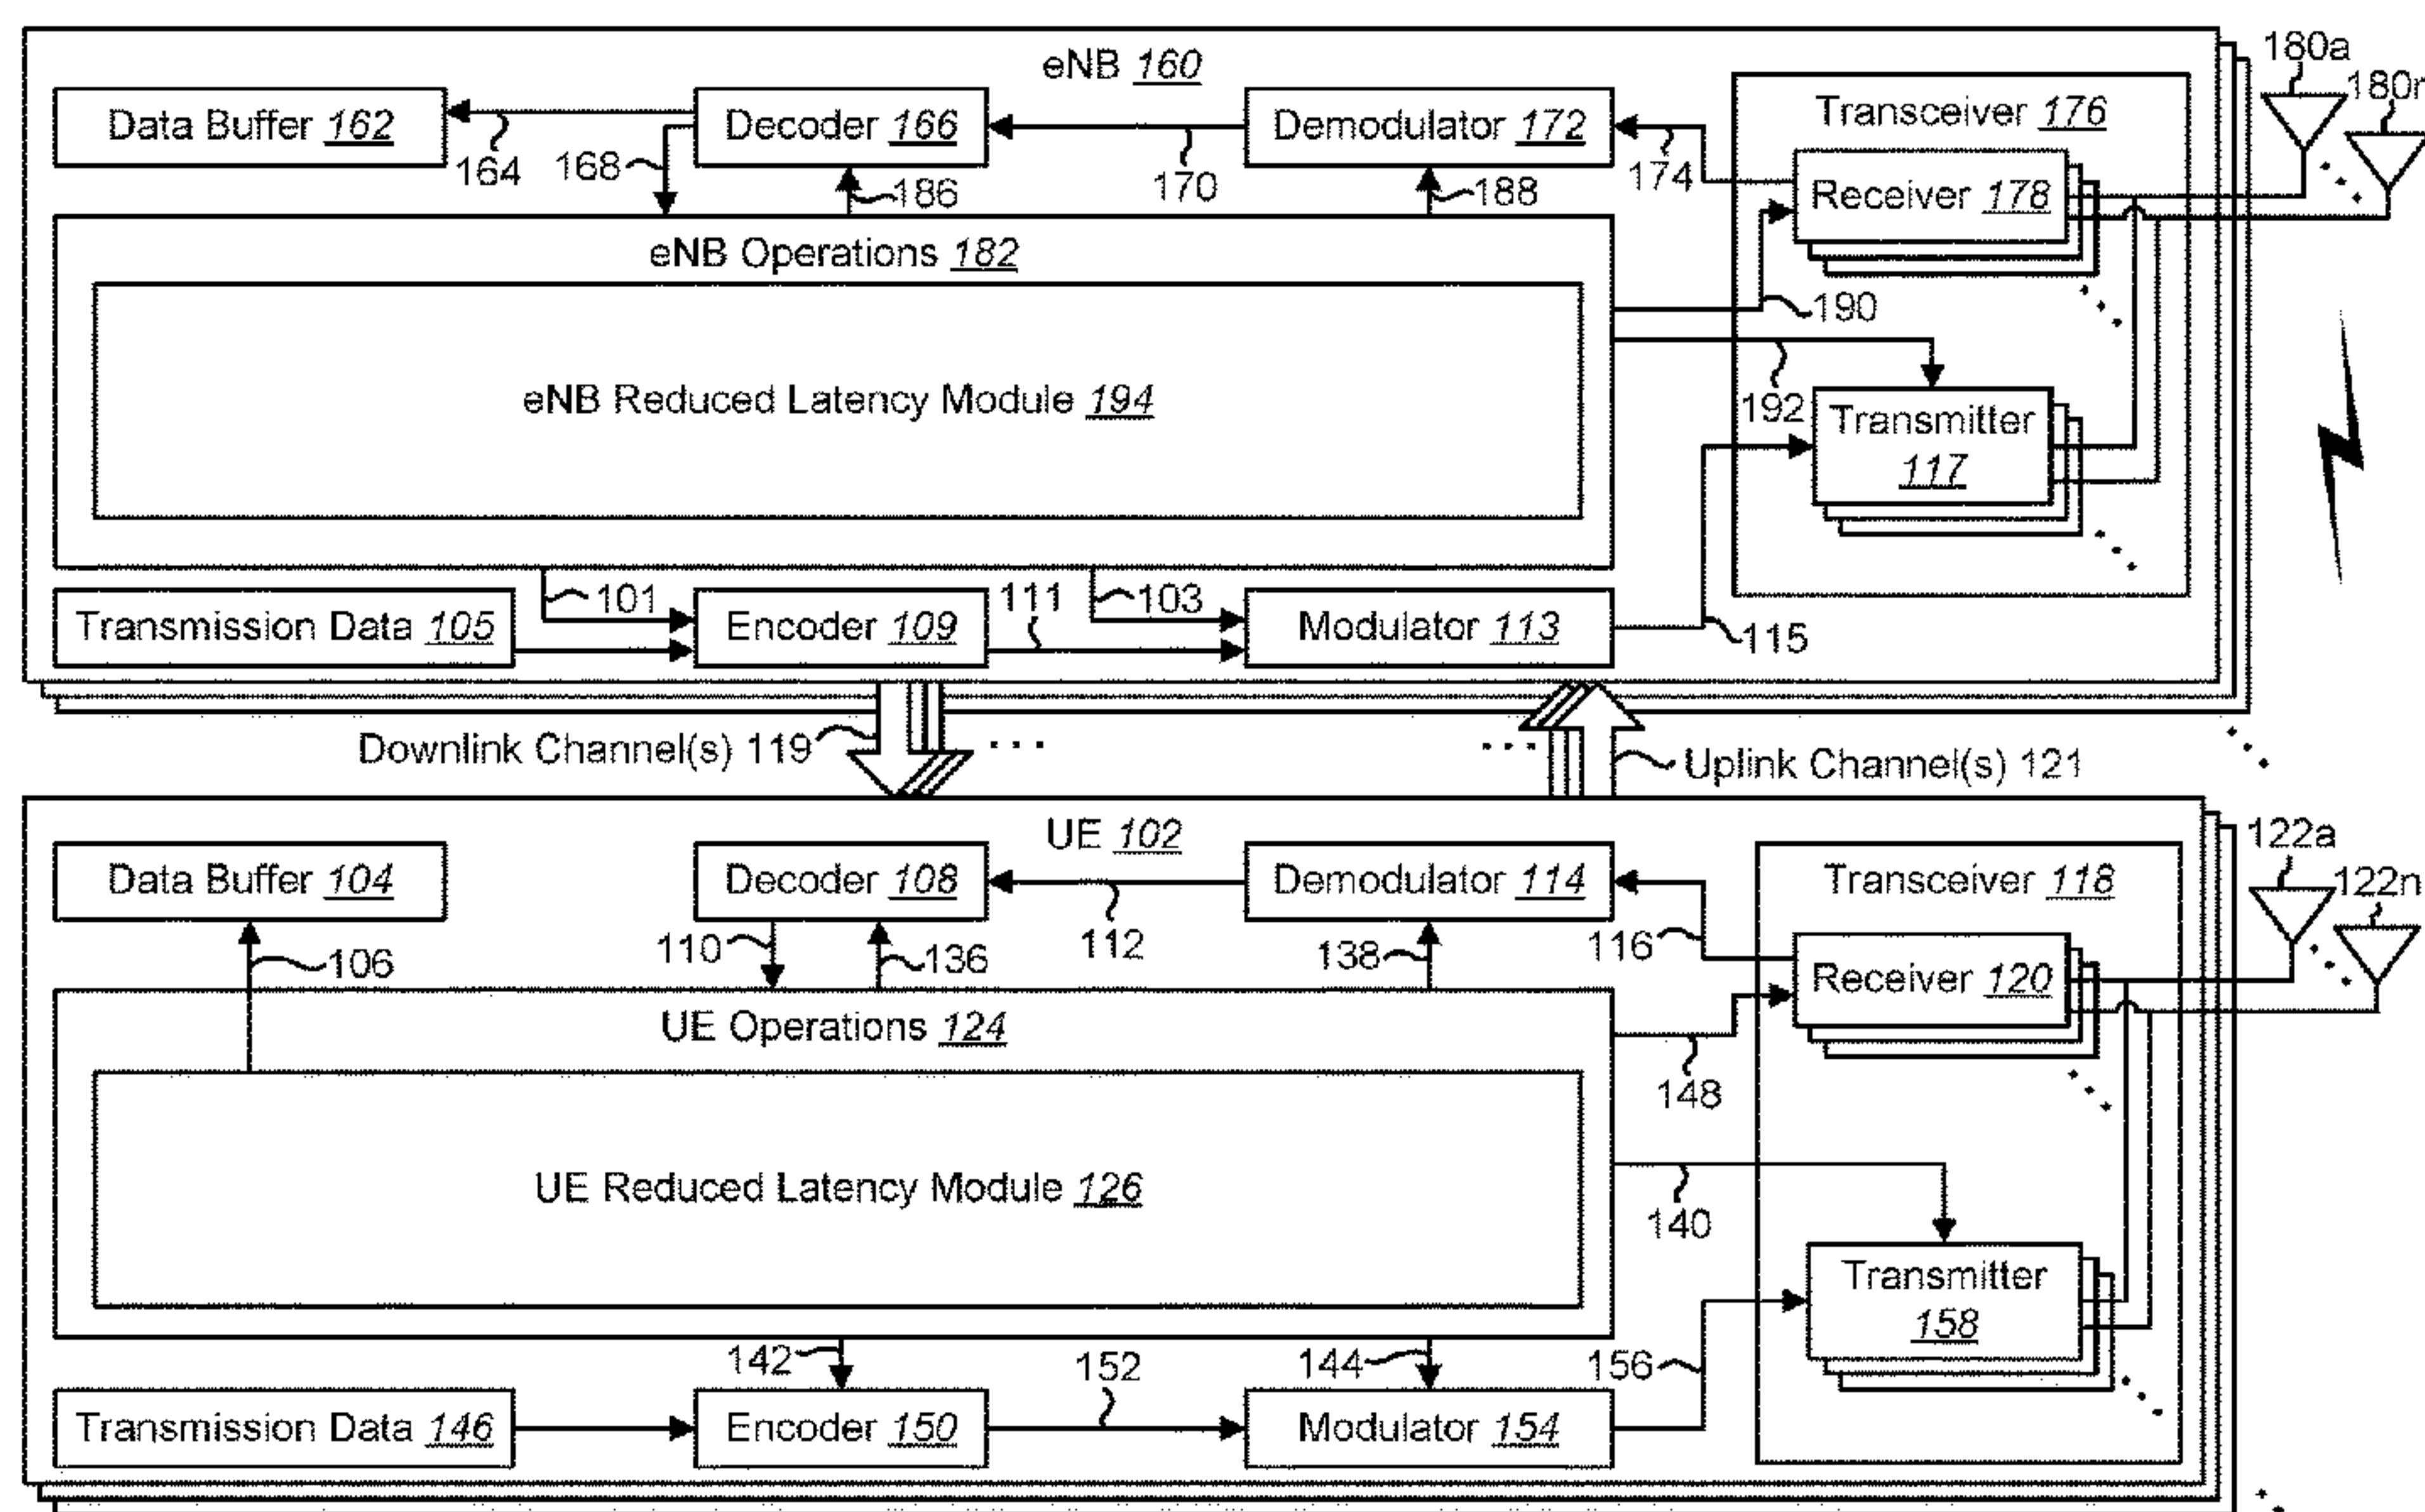 eNB 160
180a
180n
Data Buffer 162
Decoder 166
Demodulator 172
Transceiver 176
164
168
186
170
188
174
Receiver 178
eNB Operations 182
190
eNB Reduced Latency Module 194
192
Transmitter
117
101
111
103
Transmission Data 105
Encoder 109
Modulator 113
115
Downlink Channel(s) 119
Uplink Channel(s) 121
UE 102
122a
122n
Data Buffer 104
Decoder 108
Demodulator 114
Transceiver 118
106
110
136
112
138
116
Receiver 120
UE Operations 124
148
UE Reduced Latency Module 126
140
Transmitter
158
142
152
144
156
Transmission Data 146
Encoder 150
Modulator 154